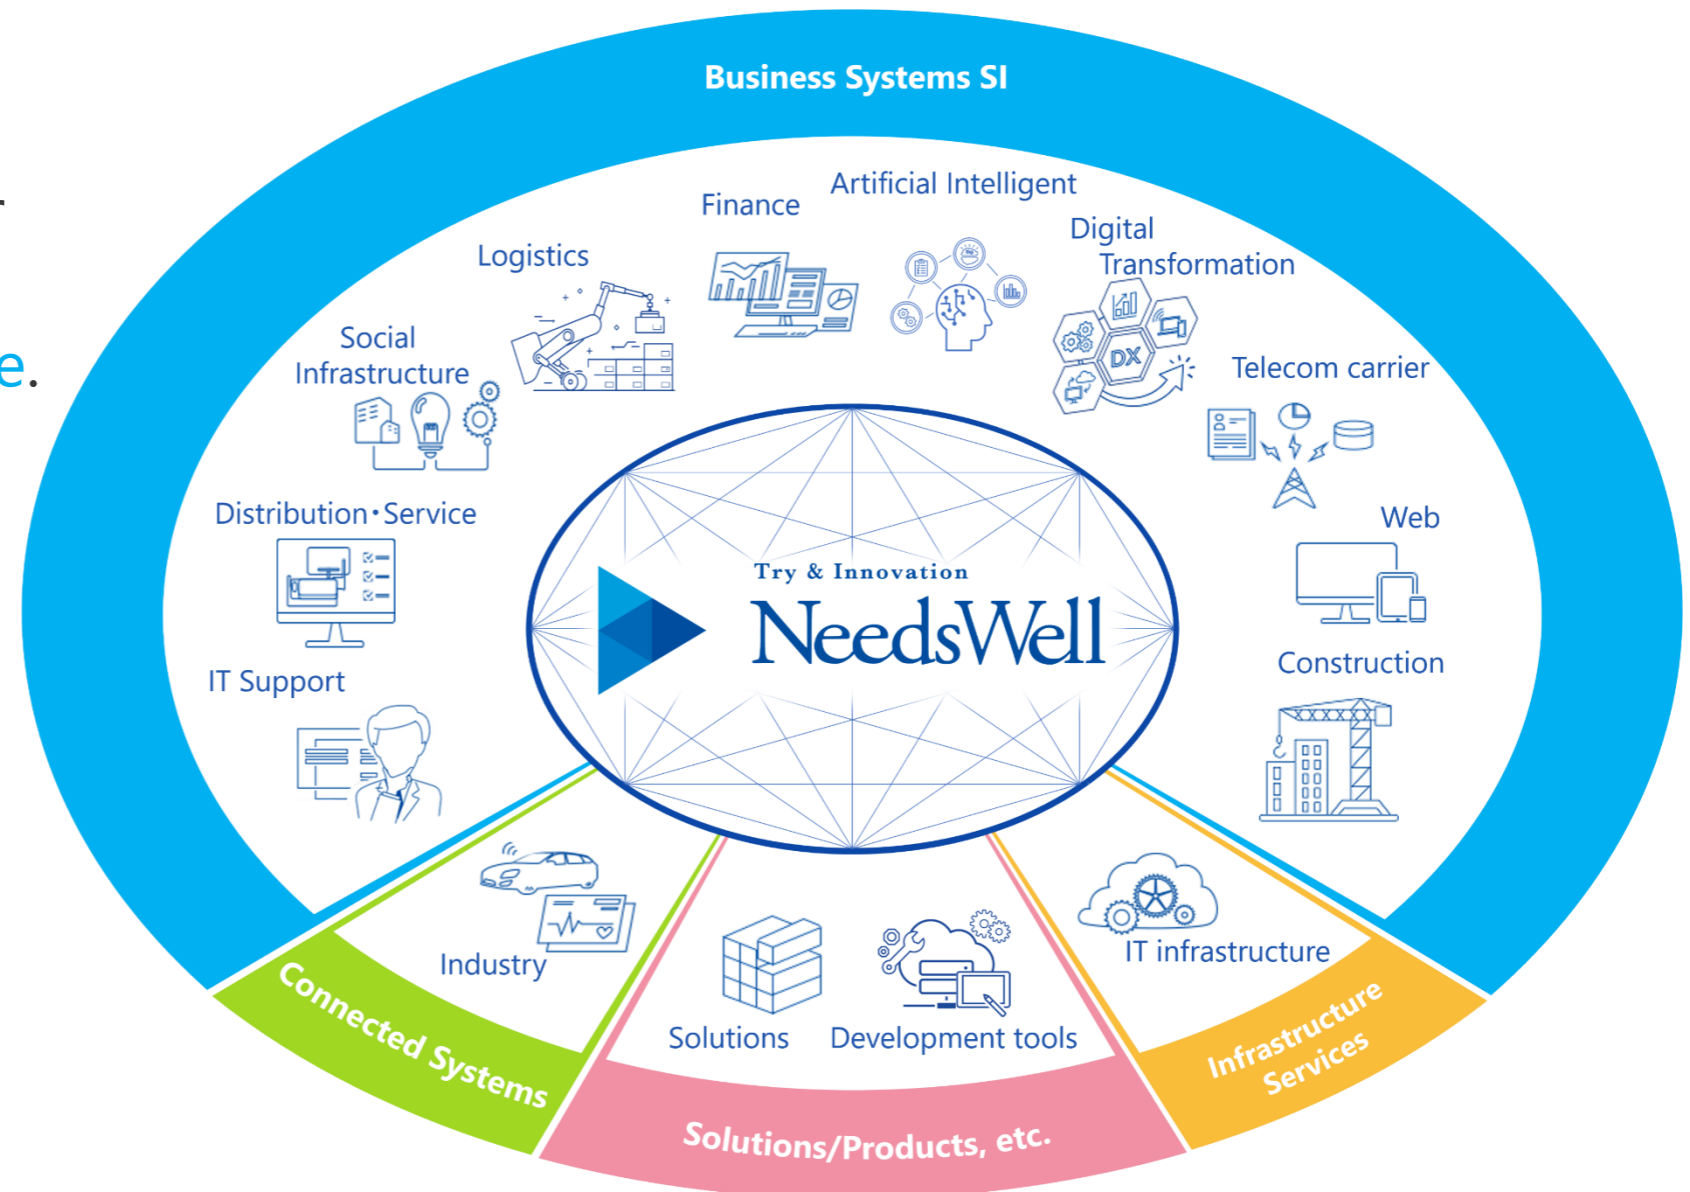 Business Systems SI
r
e.
Artificial Intelligent
Finance
Digital
Transformation
Logistics
Social
Infrastructure
DX
Telecom carrier
Distribution・Service
Web
Try & Innovation
NeedsWell
IT Support
Construction
Industry
IT infrastructure
Solutions
Development tools
Connected Systems
Infrastructure
Services
Solutions/Products, etc.